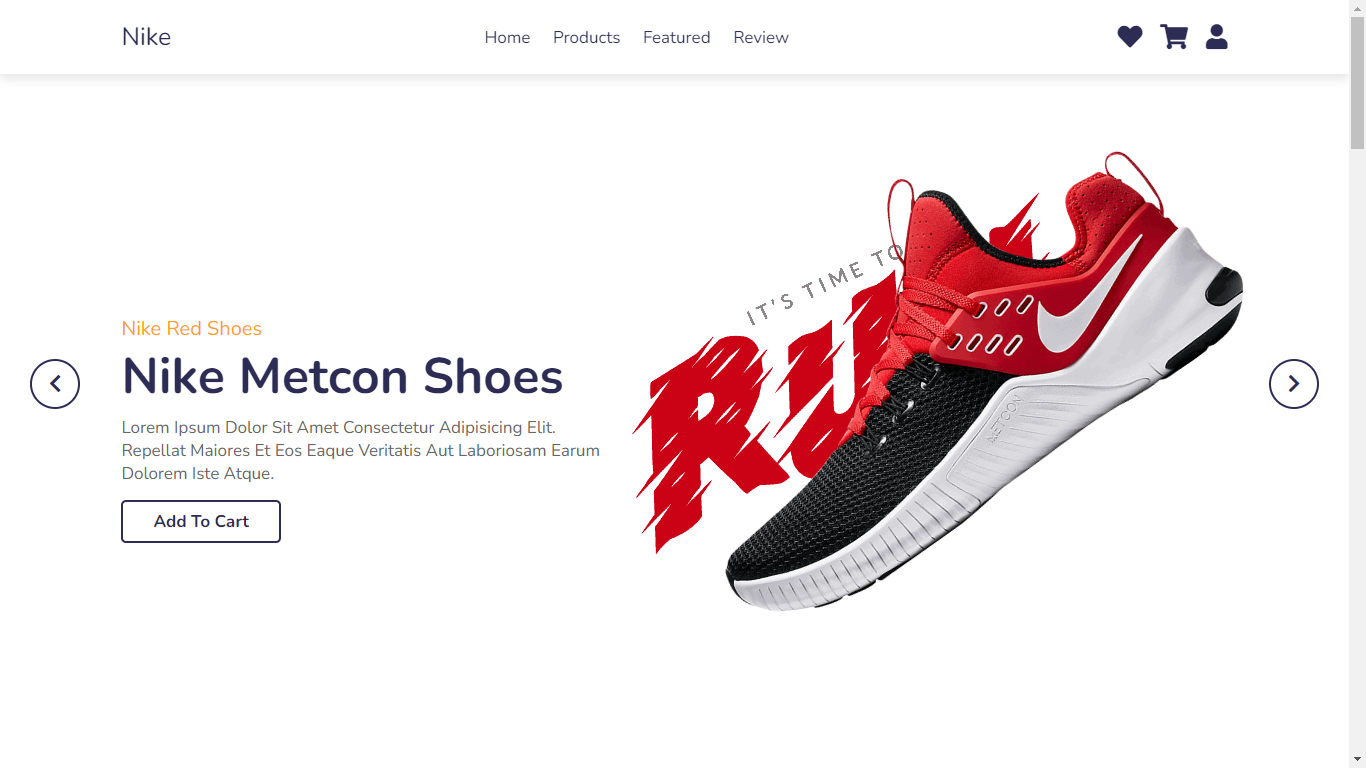 Nike
Home Products Featured Review
IT'S TIME TO
Nike Red Shoes
Nike Metcon Shoes
Lorem Ipsum Dolor Sit Amet Consectetur Adipisicing Elit.
Repellat Maiores Et Eos Eaque Veritatis Aut Laboriosam Earum
Dolorem Iste Atque.
Add To Cart
RU
METCON